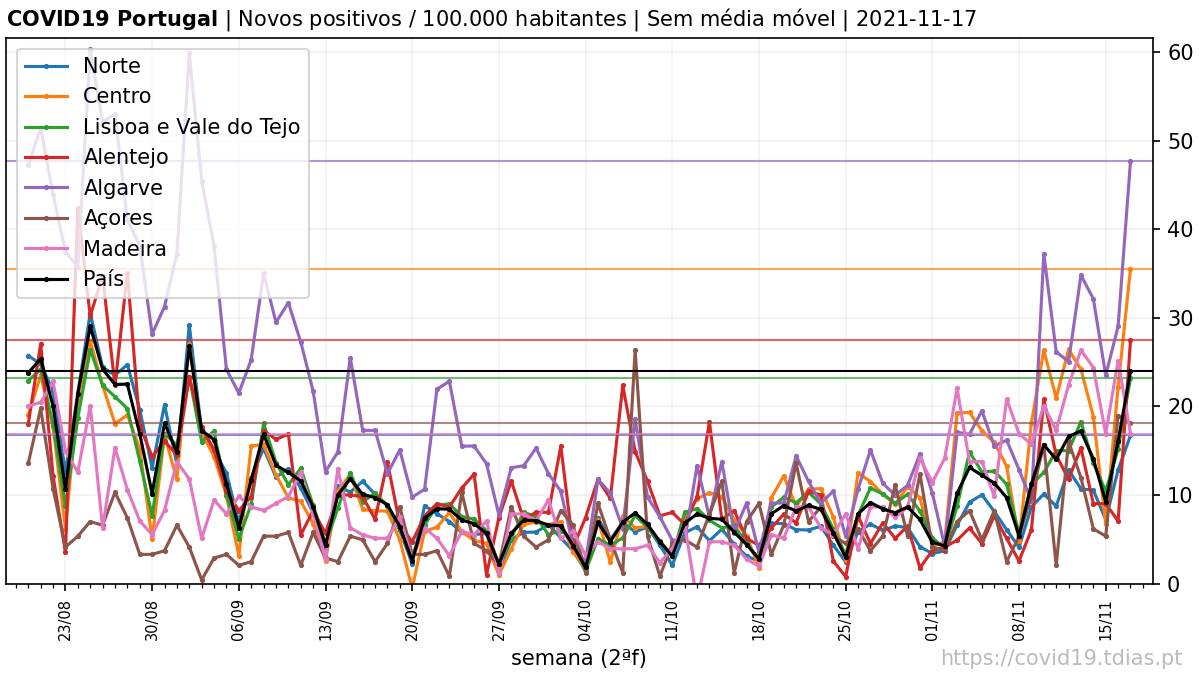 COVID19 Portugal | Novos positivos / 100.000 habitantes | Sem média móvel | 2021-11-17
Norte
Centro
Lisboa e Vale do Tejo
Alentejo
Algarve
Açores
Madeira
País
60
50
40
30
20
10
0
23/08
30/08
06/09
13/09
20/09
27/09
04/10
11/10
18/10
25/10
01/11
08/11
15/11
semana (2ªf)
https://covid19.tdias.pt